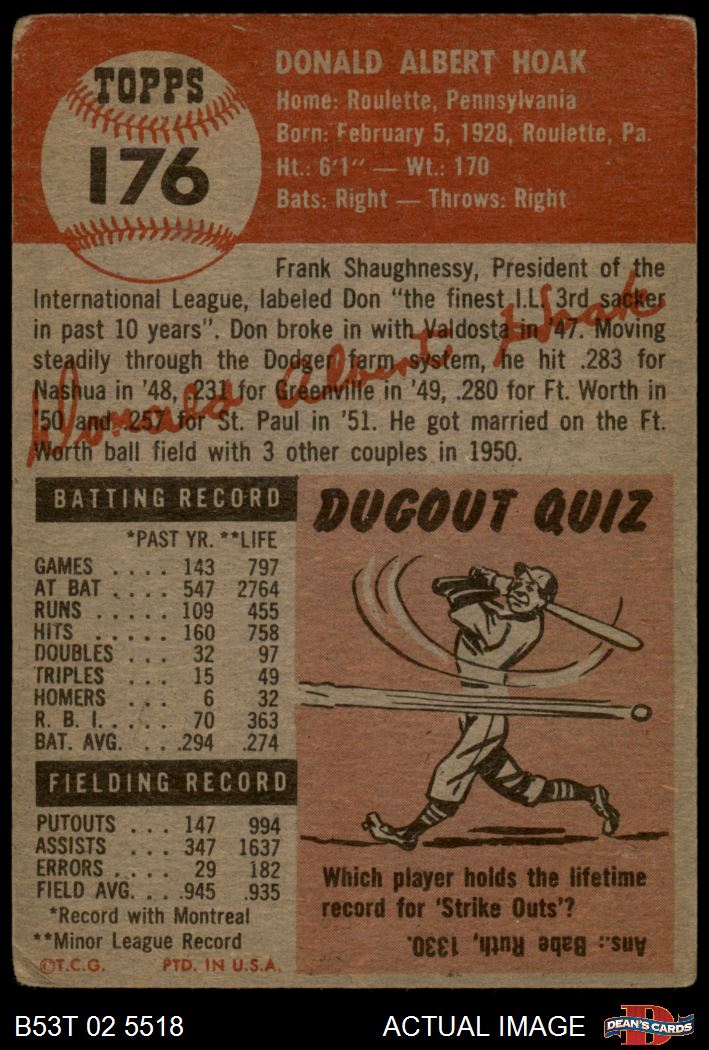 TOPPS
176
DONALD ALBERT HOAK
Home: Roulette, Pennsylvania
Born: February 5, 1928, Roulette, Pa.
Ht.: 6'1" — Wt.: 170
Bats: Right — Throws: Right
Frank Shaughnessy, President of the
International League, labeled Don "the finest I.L. 3rd sacker
in past 10 years". Don broke in with Valdosta in '47. Moving
steadily through the Dodger farm system, he hit .283 for
Nashua in '48, .231 for Greenville in '49, .280 for Ft. Worth in
'50 and .257 for St. Paul in '51. He got married on the Ft.
Worth ball field with 3 other couples in 1950.
Donald Albert Hoak
BATTING RECORD
*PAST YR. **LIFE
GAMES .... 143 797
AT BAT .... 547 2764
RUNS ..... 109 455
HITS ..... 160 758
DOUBLES ... 32 97
TRIPLES ... 15 49
HOMERS ... 6 32
R. B. I. .... 70 363
BAT. AVG. ... .294 .274
FIELDING RECORD
PUTOUTS ... 147 994
ASSISTS ... 347 1637
ERRORS .... 29 182
FIELD AVG. .. .945 .935
*Record with Montreal
**Minor League Record
©T.C.G. PTD. IN U.S.A.
DUGOUT QUIZ
Which player holds the lifetime
record for 'Strike Outs'?
Ans.: Babe Ruth, 1330.
B53T 02 5518 ACTUAL IMAGE
D
DEAN'S CARDS